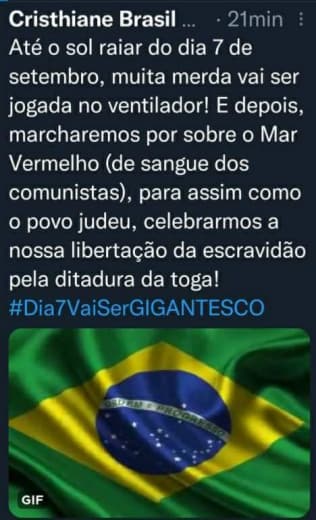 Cristhiane Brasil ... · 21min
Até o sol raiar do dia 7 de
setembro, muita merda vai ser
jogada no ventilador! E depois,
marcharemos por sobre o Mar
Vermelho (de sangue dos
comunistas), para assim como
o povo judeu, celebrarmos a
nossa libertação da escravidão
pela ditadura da toga!
#Dia7VaiSerGIGANTESCO
GIF